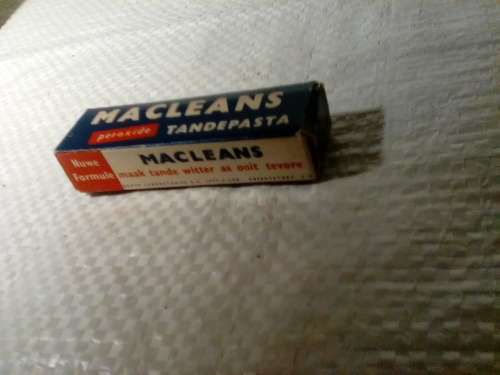 MACLEANS
peroxide TANDEPASTA
Nuwe
Formule
MACLEANS
maak tande witter as ooit tevore